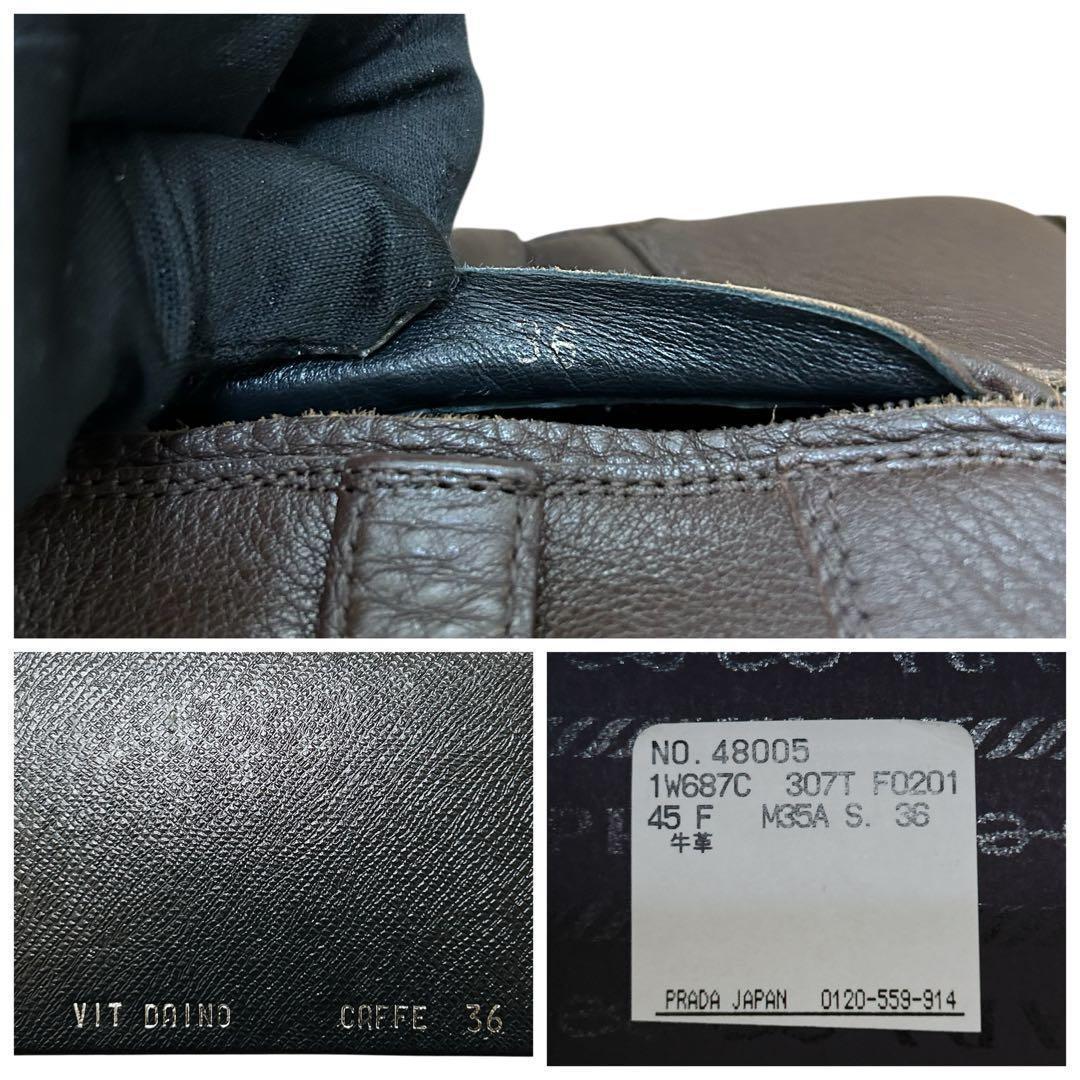 36
VIT DAINO CAFFE 36
NO. 48005
1W687C 307T F0201
45 F M35A S. 36
牛革
PRADA JAPAN 0120-559-914